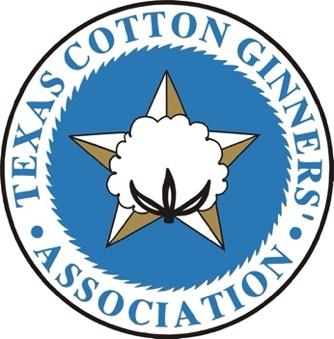 TEXAS COTTON GINNERS'
• ASSOCIATION •